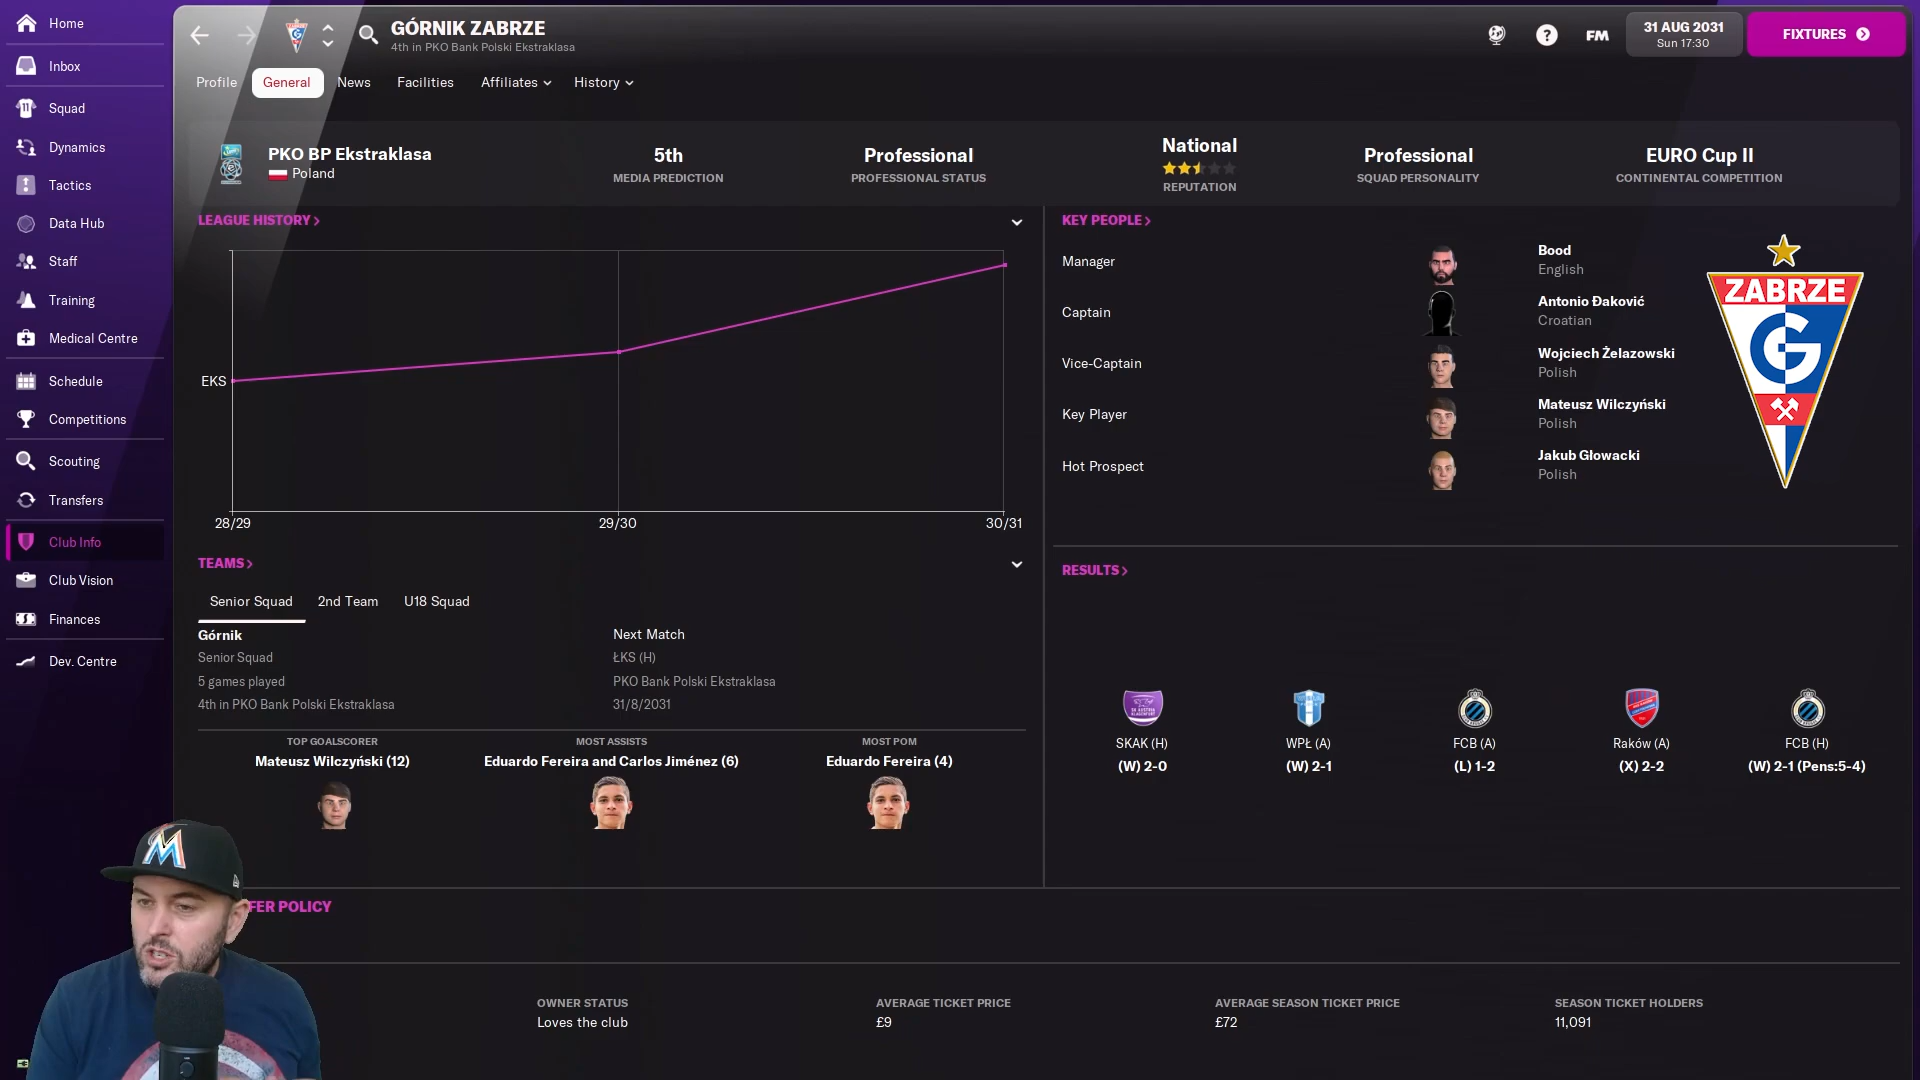 Home
Inbox
Squad
Dynamics
Tactics
Data Hub
Staff
Training
Medical Centre
Schedule
Competitions
Scouting
Transfers
Club Info
Club Vision
Finances
Dev. Centre
GÓRNIK ZABRZE
4th in PKO Bank Polski Ekstraklasa
FM
31 AUG 2031
Sun 17:30
FIXTURES
Profile
General
News
Facilities
Affiliates
History
PKO BP Ekstraklasa
Poland
5th
MEDIA PREDICTION
Professional
PROFESSIONAL STATUS
National
REPUTATION
Professional
SQUAD PERSONALITY
EURO Cup II
CONTINENTAL COMPETITION
LEAGUE HISTORY
EKS
28/29
29/30
30/31
KEY PEOPLE
Manager
Bood
English
Captain
Antonio Đaković
Croatian
Vice-Captain
Wojciech Żelazowski
Polish
Key Player
Mateusz Wilczyński
Polish
Hot Prospect
Jakub Głowacki
Polish
ZABRZE
G
TEAMS
Senior Squad
2nd Team
U18 Squad
Górnik
Senior Squad
5 games played
4th in PKO Bank Polski Ekstraklasa
Next Match
ŁKS (H)
PKO Bank Polski Ekstraklasa
31/8/2031
TOP GOALSCORER
Mateusz Wilczyński (12)
MOST ASSISTS
Eduardo Fereira and Carlos Jiménez (6)
MOST POM
Eduardo Fereira (4)
RESULTS
SKAK (H)
(W) 2-0
WPŁ (A)
(W) 2-1
FCB (A)
(L) 1-2
Raków (A)
(X) 2-2
FCB (H)
(W) 2-1 (Pens:5-4)
FER POLICY
OWNER STATUS
Loves the club
AVERAGE TICKET PRICE
£9
AVERAGE SEASON TICKET PRICE
£72
SEASON TICKET HOLDERS
11,091